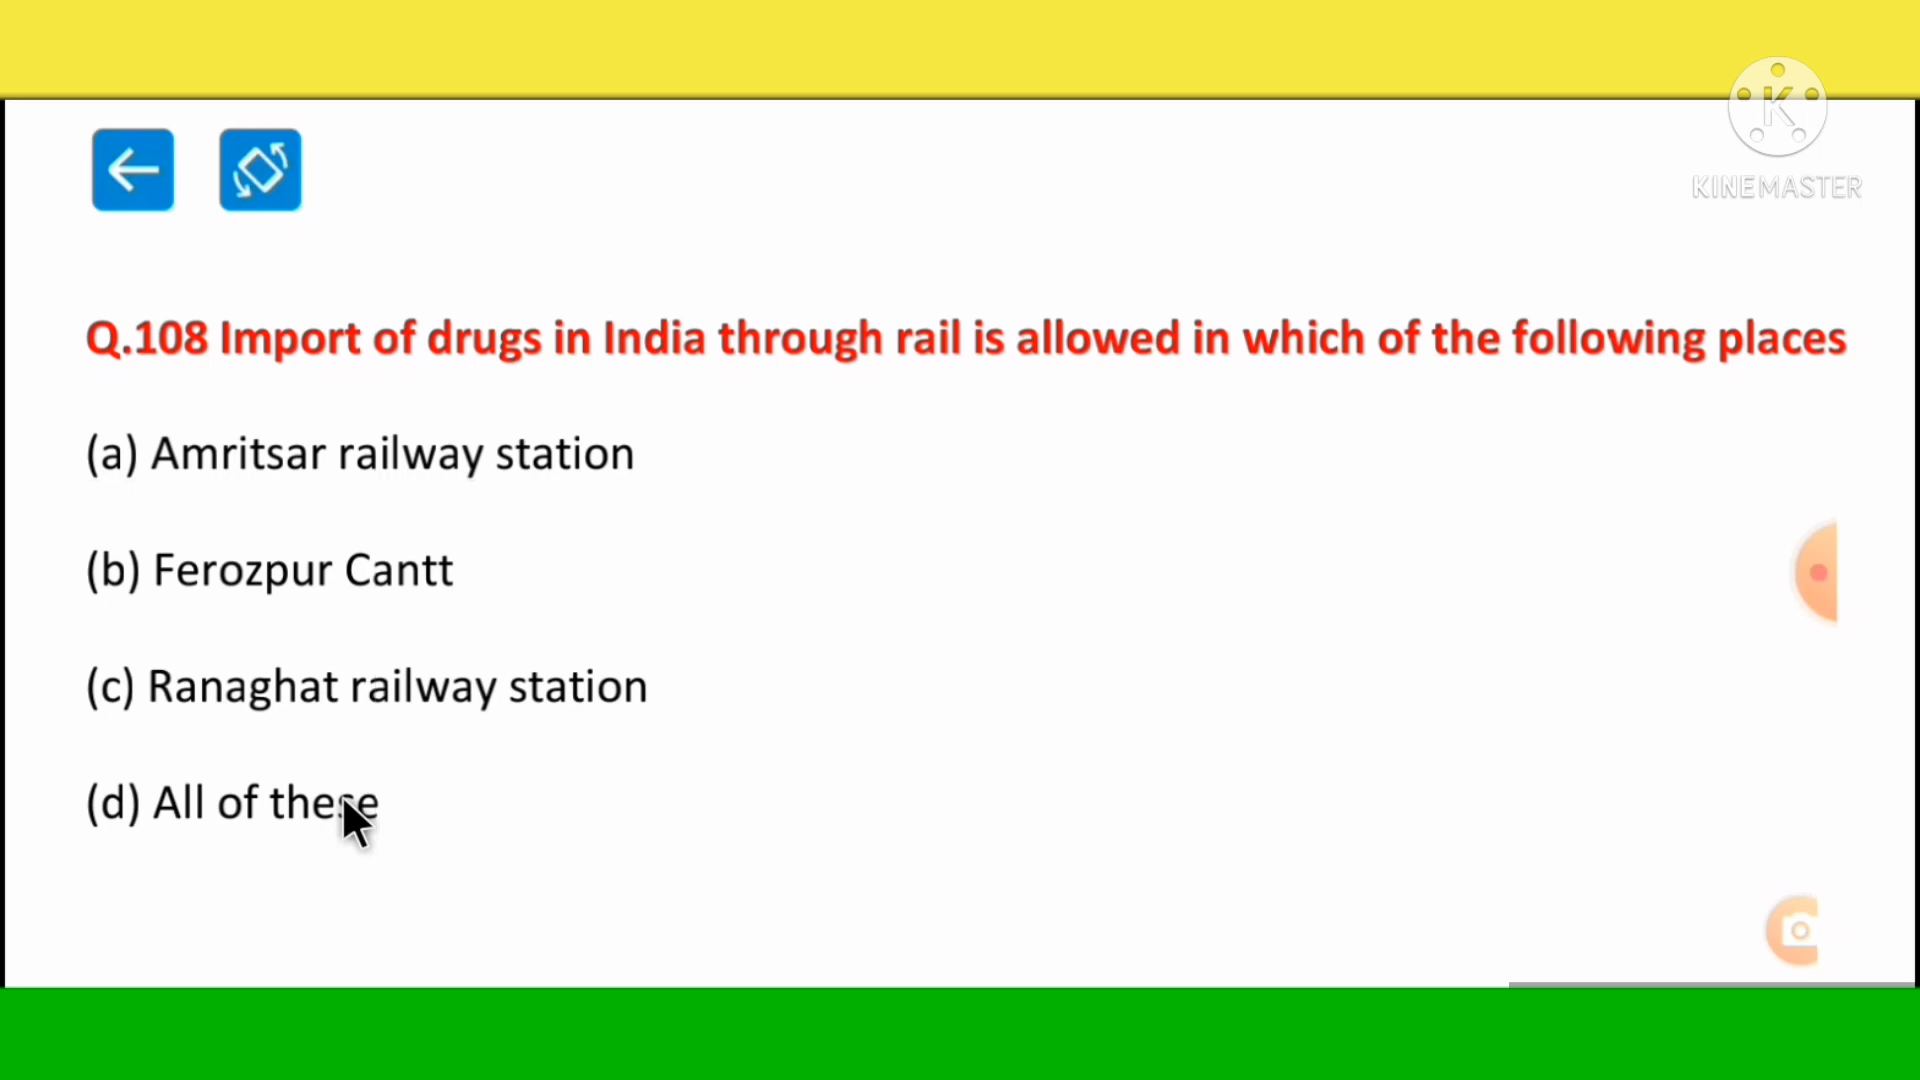 K
KINEMASTER
Q.108 Import of drugs in India through rail is allowed in which of the following places
(a) Amritsar railway station
(b) Ferozpur Cantt
(c) Ranaghat railway station
(d) All of these